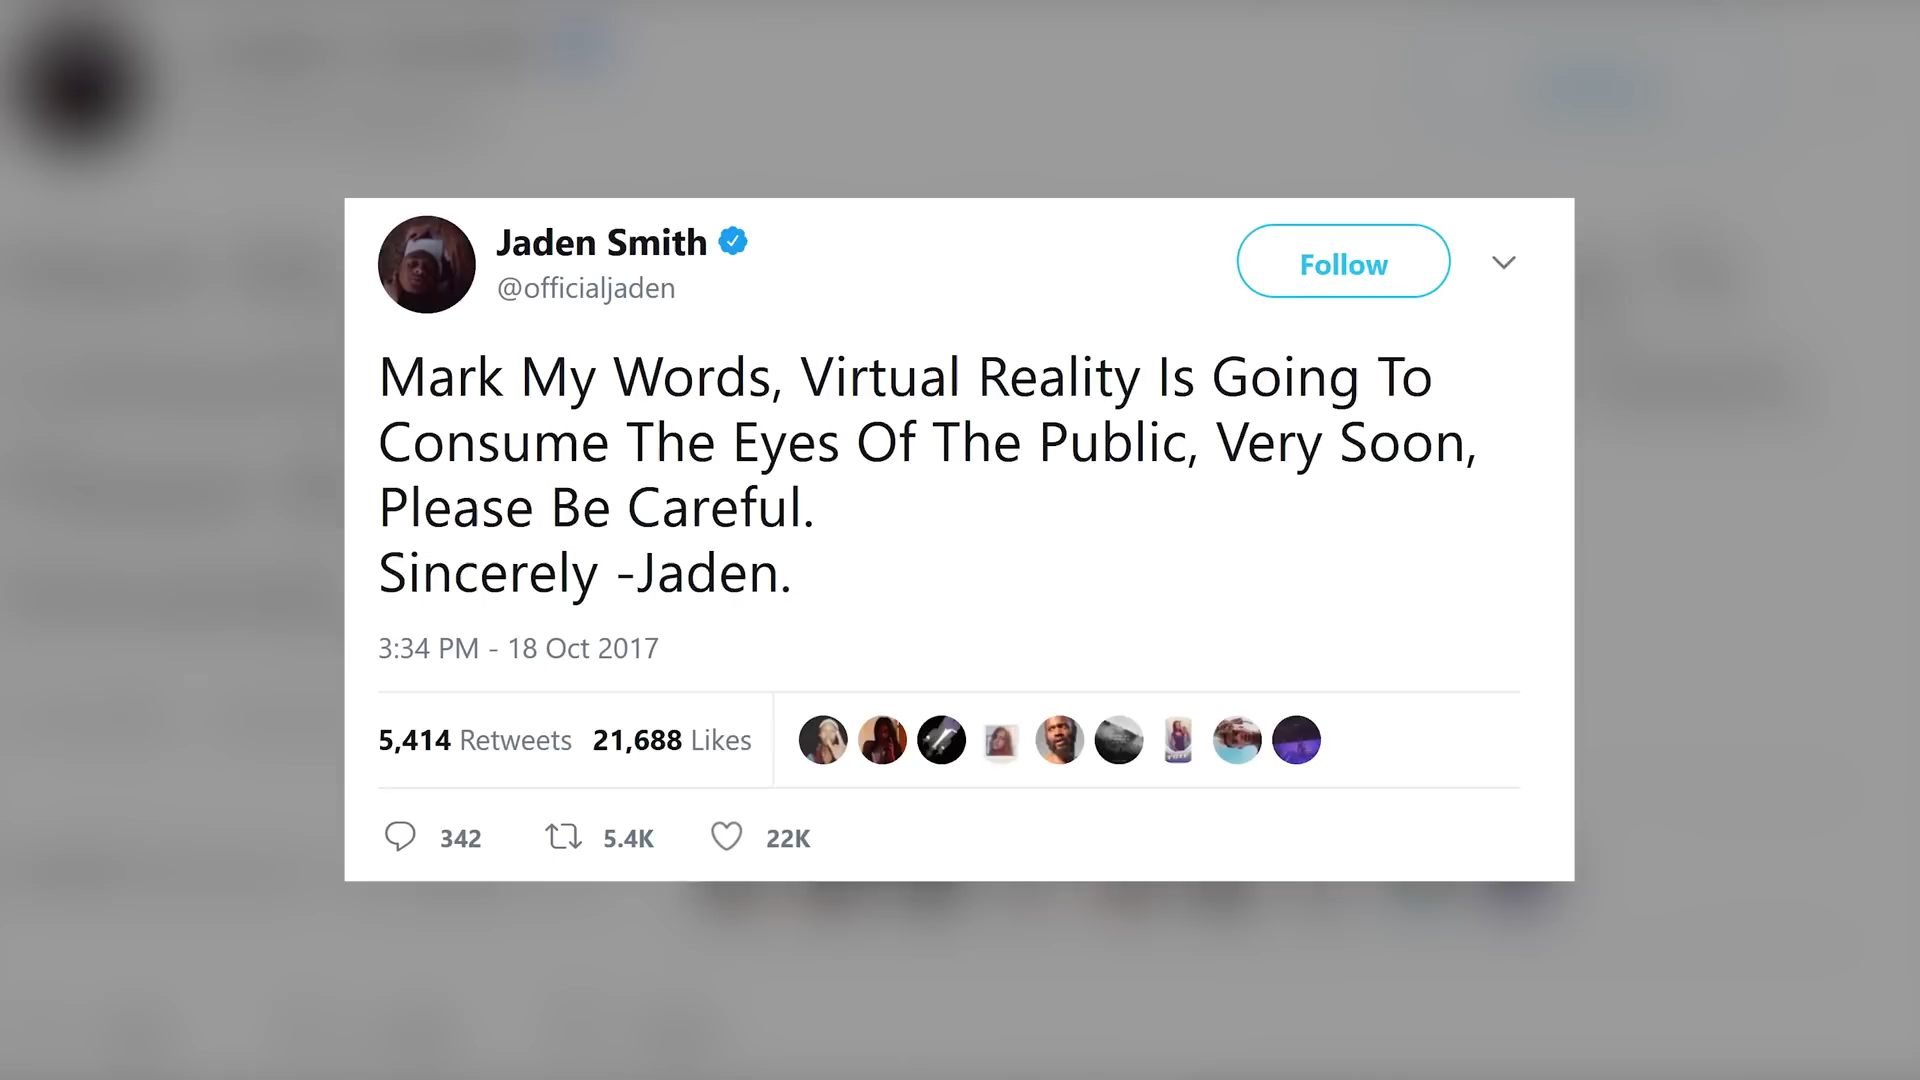 Jaden Smith
@officialjaden
Follow
Mark My Words, Virtual Reality Is Going To
Consume The Eyes Of The Public, Very Soon,
Please Be Careful.
Sincerely -Jaden.
3:34 PM - 18 Oct 2017
5,414 Retweets 21,688 Likes
342 5.4K 22K